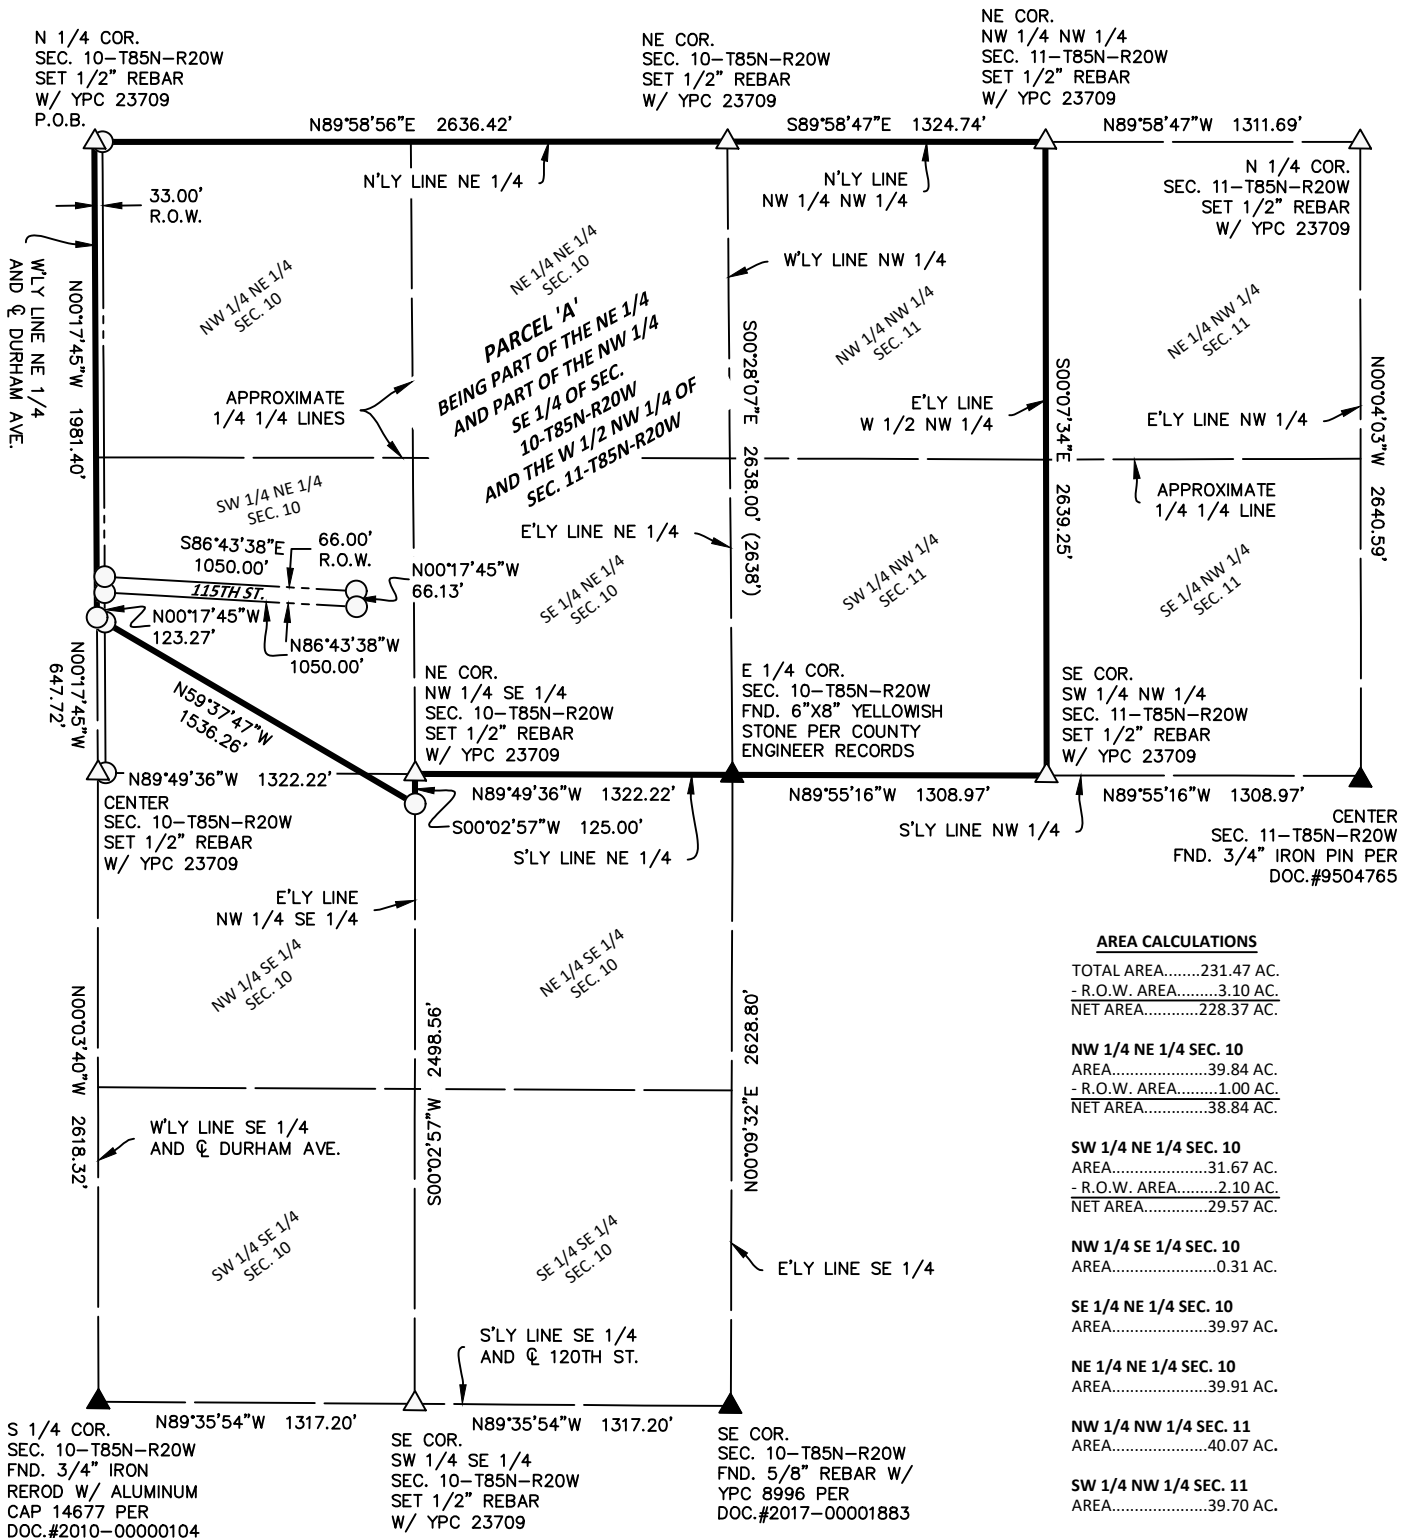 N 1/4 COR.
SEC. 10-T85N-R20W
SET 1/2" REBAR
W/ YPC 23709
P.O.B.
NE COR.
SEC. 10-T85N-R20W
SET 1/2" REBAR
W/ YPC 23709
NE COR.
NW 1/4 NW 1/4
SEC. 11-T85N-R20W
SET 1/2" REBAR
W/ YPC 23709
N89°58'56"E 2636.42'
S89°58'47"E 1324.74'
N89°58'47"W 1311.69'
N'LY LINE NE 1/4
N'LY LINE
NW 1/4 NW 1/4
N 1/4 COR.
SEC. 11-T85N-R20W
SET 1/2" REBAR
W/ YPC 23709
33.00'
R.O.W.
W'LY LINE NE 1/4
AND ℄ DURHAM AVE.
N00°17'45"W 1981.40'
NW 1/4 NE 1/4
SEC. 10
NE 1/4 NE 1/4
SEC. 10
W'LY LINE NW 1/4
NW 1/4 NW 1/4
SEC. 11
NE 1/4 NW 1/4
SEC. 11
PARCEL 'A'
BEING PART OF THE NE 1/4
AND PART OF THE NW 1/4
SE 1/4 OF SEC.
10-T85N-R20W
AND THE W 1/2 NW 1/4 OF
SEC. 11-T85N-R20W
S00°28'07"E 2638.00' (2638')
S00°07'34"E 2639.25'
N00°04'03"W 2640.59'
APPROXIMATE
1/4 1/4 LINES
E'LY LINE
W 1/2 NW 1/4
E'LY LINE NW 1/4
APPROXIMATE
1/4 1/4 LINE
SW 1/4 NE 1/4
SEC. 10
E'LY LINE NE 1/4
S86°43'38"E
1050.00'
66.00'
R.O.W.
115TH ST.
N00°17'45"W
66.13'
N00°17'45"W
123.27'
N86°43'38"W
1050.00'
SE 1/4 NE 1/4
SEC. 10
SW 1/4 NW 1/4
SEC. 11
SE 1/4 NW 1/4
SEC. 11
N00°17'45"W
647.72'
N59°37'47"W
1536.26'
NE COR.
NW 1/4 SE 1/4
SEC. 10-T85N-R20W
SET 1/2" REBAR
W/ YPC 23709
E 1/4 COR.
SEC. 10-T85N-R20W
FND. 6"X8" YELLOWISH
STONE PER COUNTY
ENGINEER RECORDS
SE COR.
SW 1/4 NW 1/4
SEC. 11-T85N-R20W
SET 1/2" REBAR
W/ YPC 23709
N89°49'36"W 1322.22'
N89°49'36"W 1322.22'
N89°55'16"W 1308.97'
N89°55'16"W 1308.97'
CENTER
SEC. 10-T85N-R20W
SET 1/2" REBAR
W/ YPC 23709
S00°02'57"W 125.00'
S'LY LINE NE 1/4
S'LY LINE NW 1/4
CENTER
SEC. 11-T85N-R20W
FND. 3/4" IRON PIN PER
DOC.#9504765
E'LY LINE
NW 1/4 SE 1/4
NW 1/4 SE 1/4
SEC. 10
NE 1/4 SE 1/4
SEC. 10
N00°03'40"W 2618.32'
S00°02'57"W 2498.56'
N00°09'32"E 2628.80'
W'LY LINE SE 1/4
AND ℄ DURHAM AVE.
SW 1/4 SE 1/4
SEC. 10
SE 1/4 SE 1/4
SEC. 10
E'LY LINE SE 1/4
S'LY LINE SE 1/4
AND ℄ 120TH ST.
N89°35'54"W 1317.20'
N89°35'54"W 1317.20'
S 1/4 COR.
SEC. 10-T85N-R20W
FND. 3/4" IRON
REROD W/ ALUMINUM
CAP 14677 PER
DOC.#2010-00000104
SE COR.
SW 1/4 SE 1/4
SEC. 10-T85N-R20W
SET 1/2" REBAR
W/ YPC 23709
SE COR.
SEC. 10-T85N-R20W
FND. 5/8" REBAR W/
YPC 8996 PER
DOC.#2017-00001883
AREA CALCULATIONS
TOTAL AREA........231.47 AC.
- R.O.W. AREA.........3.10 AC.
NET AREA............228.37 AC.
NW 1/4 NE 1/4 SEC. 10
AREA......................39.84 AC.
- R.O.W. AREA.........1.00 AC.
NET AREA..............38.84 AC.
SW 1/4 NE 1/4 SEC. 10
AREA......................31.67 AC.
- R.O.W. AREA.........2.10 AC.
NET AREA..............29.57 AC.
NW 1/4 SE 1/4 SEC. 10
AREA........................0.31 AC.
SE 1/4 NE 1/4 SEC. 10
AREA......................39.97 AC.
NE 1/4 NE 1/4 SEC. 10
AREA......................39.91 AC.
NW 1/4 NW 1/4 SEC. 11
AREA......................40.07 AC.
SW 1/4 NW 1/4 SEC. 11
AREA......................39.70 AC.